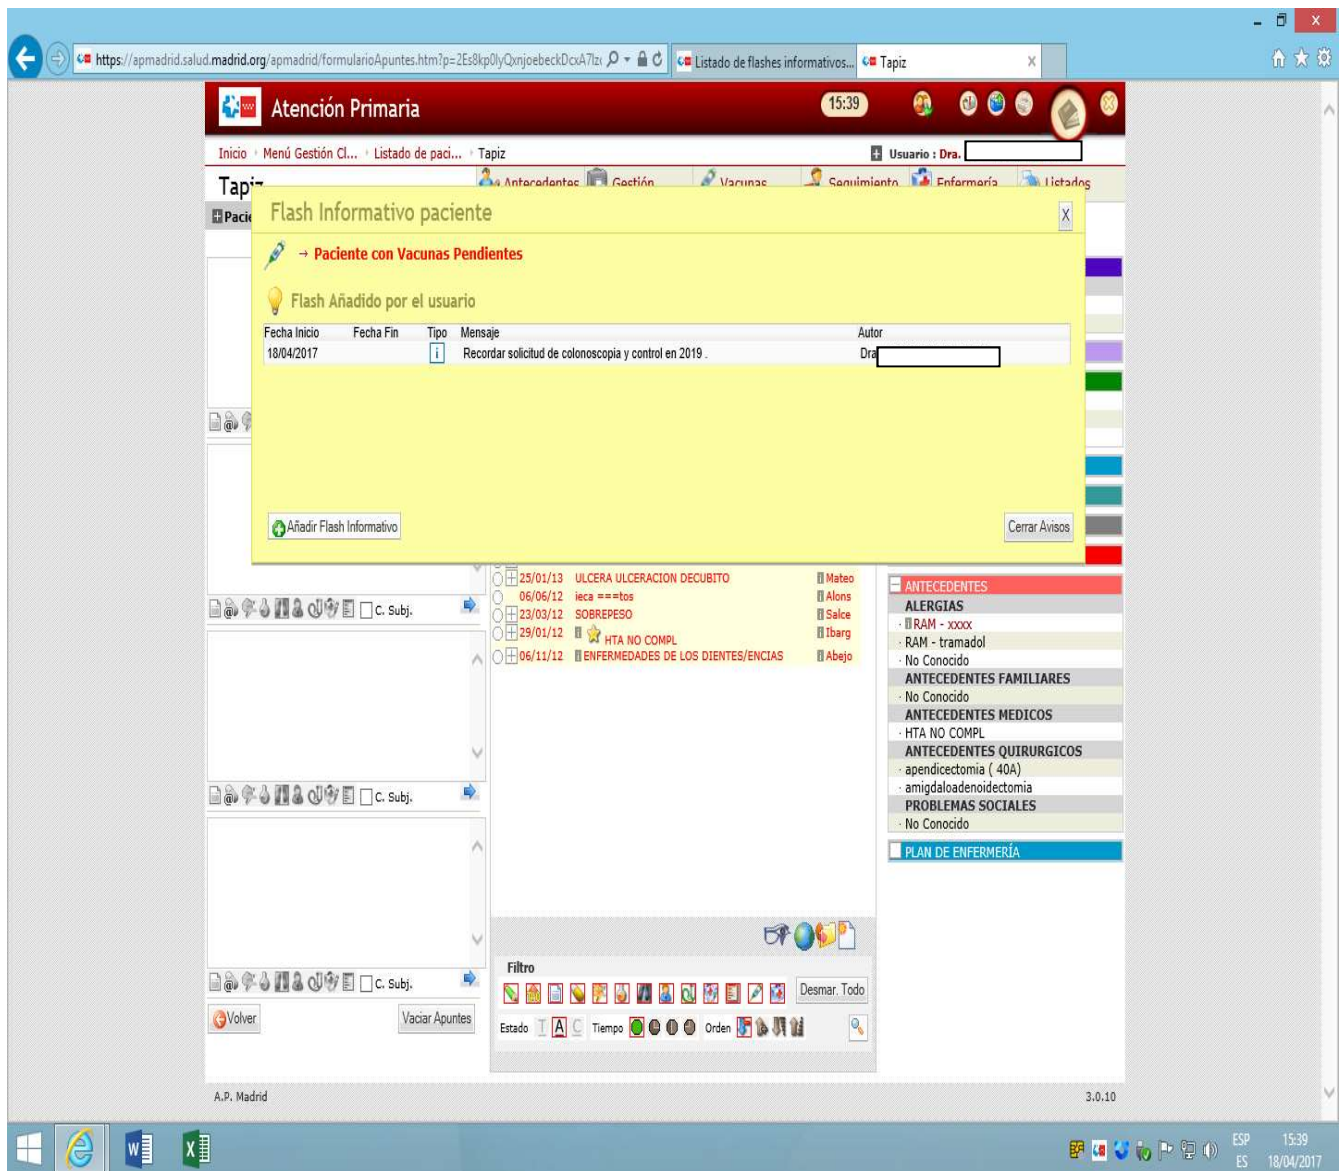 https://apmadrid.salud.madrid.org/apmadrid/formularioApuntes.htm?p=2Es8kp0lyQxnjoebeckDcxA7lz
Listado de flashes informativos...
Tapiz
Atención Primaria
15:39
Inicio Menú Gestión Cl... Listado de paci... Tapiz
Usuario : Dra.
Tapiz
Antecedentes Gestión Vacunas Seguimiento Enfermería Listados
Pacie
Flash Informativo paciente
X
→ Paciente con Vacunas Pendientes
Flash Añadido por el usuario
Fecha Inicio Fecha Fin Tipo Mensaje Autor
18/04/2017 i Recordar solicitud de colonoscopia y control en 2019 . Dra
Añadir Flash Informativo
Cerrar Avisos
25/01/13 ULCERA ULCERACION DECUBITO Mateo
06/06/12 ieca ===tos Alons
23/03/12 SOBREPESO Salce
29/01/12 HTA NO COMPL Ibarg
06/11/12 ENFERMEDADES DE LOS DIENTES/ENCIAS Abejo
C. Subj.
C. Subj.
C. Subj.
ANTECEDENTES
ALERGIAS
· RAM - xxxx
· RAM - tramadol
· No Conocido
ANTECEDENTES FAMILIARES
· No Conocido
ANTECEDENTES MEDICOS
· HTA NO COMPL
ANTECEDENTES QUIRURGICOS
· apendicectomia ( 40A)
· amigdaloadenoidectomia
PROBLEMAS SOCIALES
· No Conocido
PLAN DE ENFERMERÍA
Filtro
Desmar. Todo
Estado T A C Tiempo Orden
Volver
Vaciar Apuntes
A.P. Madrid
3.0.10
ESP
ES
15:39
18/04/2017